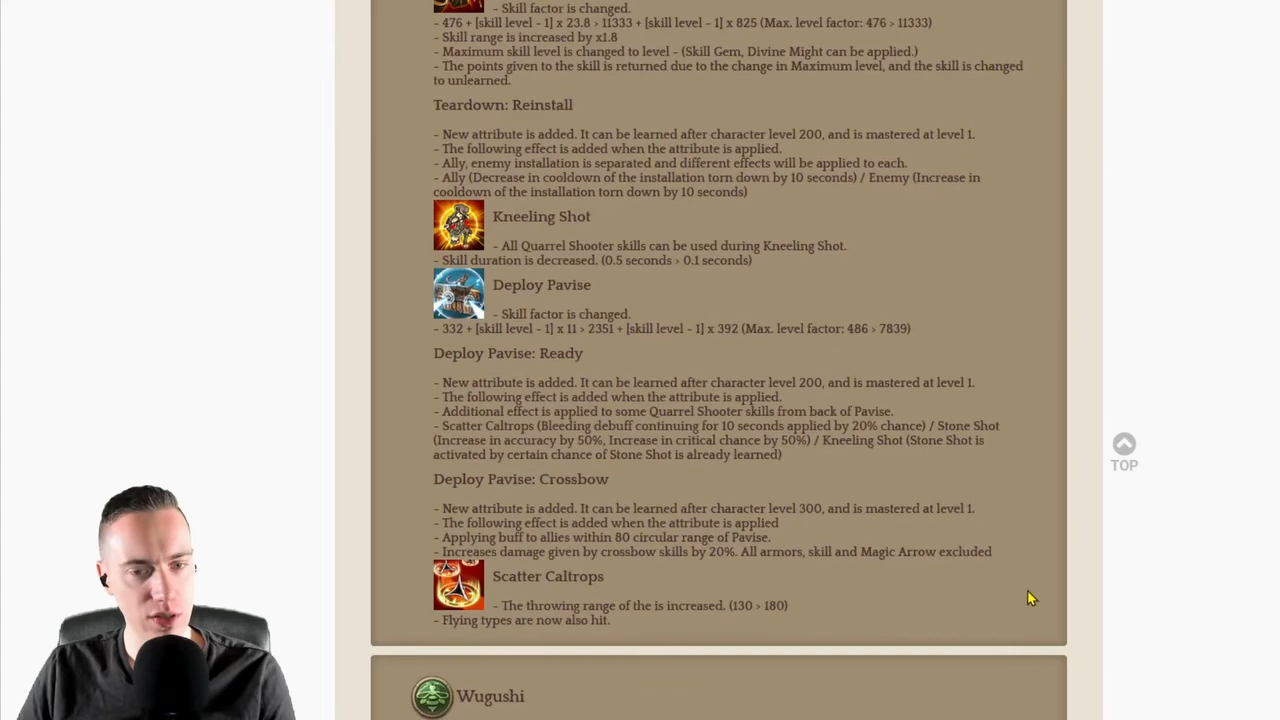 - Skill factor is changed.
- 476 + [skill level - 1] x 23.8 > 11333 + [skill level - 1] x 825 (Max. level factor: 476 > 11333)
- Skill range is increased by x1.8
- Maximum skill level is changed to level - (Skill Gem, Divine Might can be applied.)
- The points given to the skill is returned due to the change in Maximum level, and the skill is changed
to unlearned.
Teardown: Reinstall
- New attribute is added. It can be learned after character level 200, and is mastered at level 1.
- The following effect is added when the attribute is applied.
- Ally, enemy installation is separated and different effects will be applied to each.
- Ally (Decrease in cooldown of the installation torn down by 10 seconds) / Enemy (Increase in
cooldown of the installation torn down by 10 seconds)
Kneeling Shot
- All Quarrel Shooter skills can be used during Kneeling Shot.
- Skill duration is decreased. (0.5 seconds > 0.1 seconds)
Deploy Pavise
- Skill factor is changed.
- 332 + [skill level - 1] x 11 > 2351 + [skill level - 1] x 392 (Max. level factor: 486 > 7839)
Deploy Pavise: Ready
- New attribute is added. It can be learned after character level 200, and is mastered at level 1.
- The following effect is added when the attribute is applied.
- Additional effect is applied to some Quarrel Shooter skills from back of Pavise.
- Scatter Caltrops (Bleeding debuff continuing for 10 seconds applied by 20% chance) / Stone Shot
(Increase in accuracy by 50%, Increase in critical chance by 50%) / Kneeling Shot (Stone Shot is
activated by certain chance of Stone Shot is already learned)
Deploy Pavise: Crossbow
- New attribute is added. It can be learned after character level 300, and is mastered at level 1.
- The following effect is added when the attribute is applied
- Applying buff to allies within 80 circular range of Pavise.
- Increases damage given by crossbow skills by 20%. All armors, skill and Magic Arrow excluded
Scatter Caltrops
- The throwing range of the is increased. (130 > 180)
- Flying types are now also hit.
Wugushi
TOP